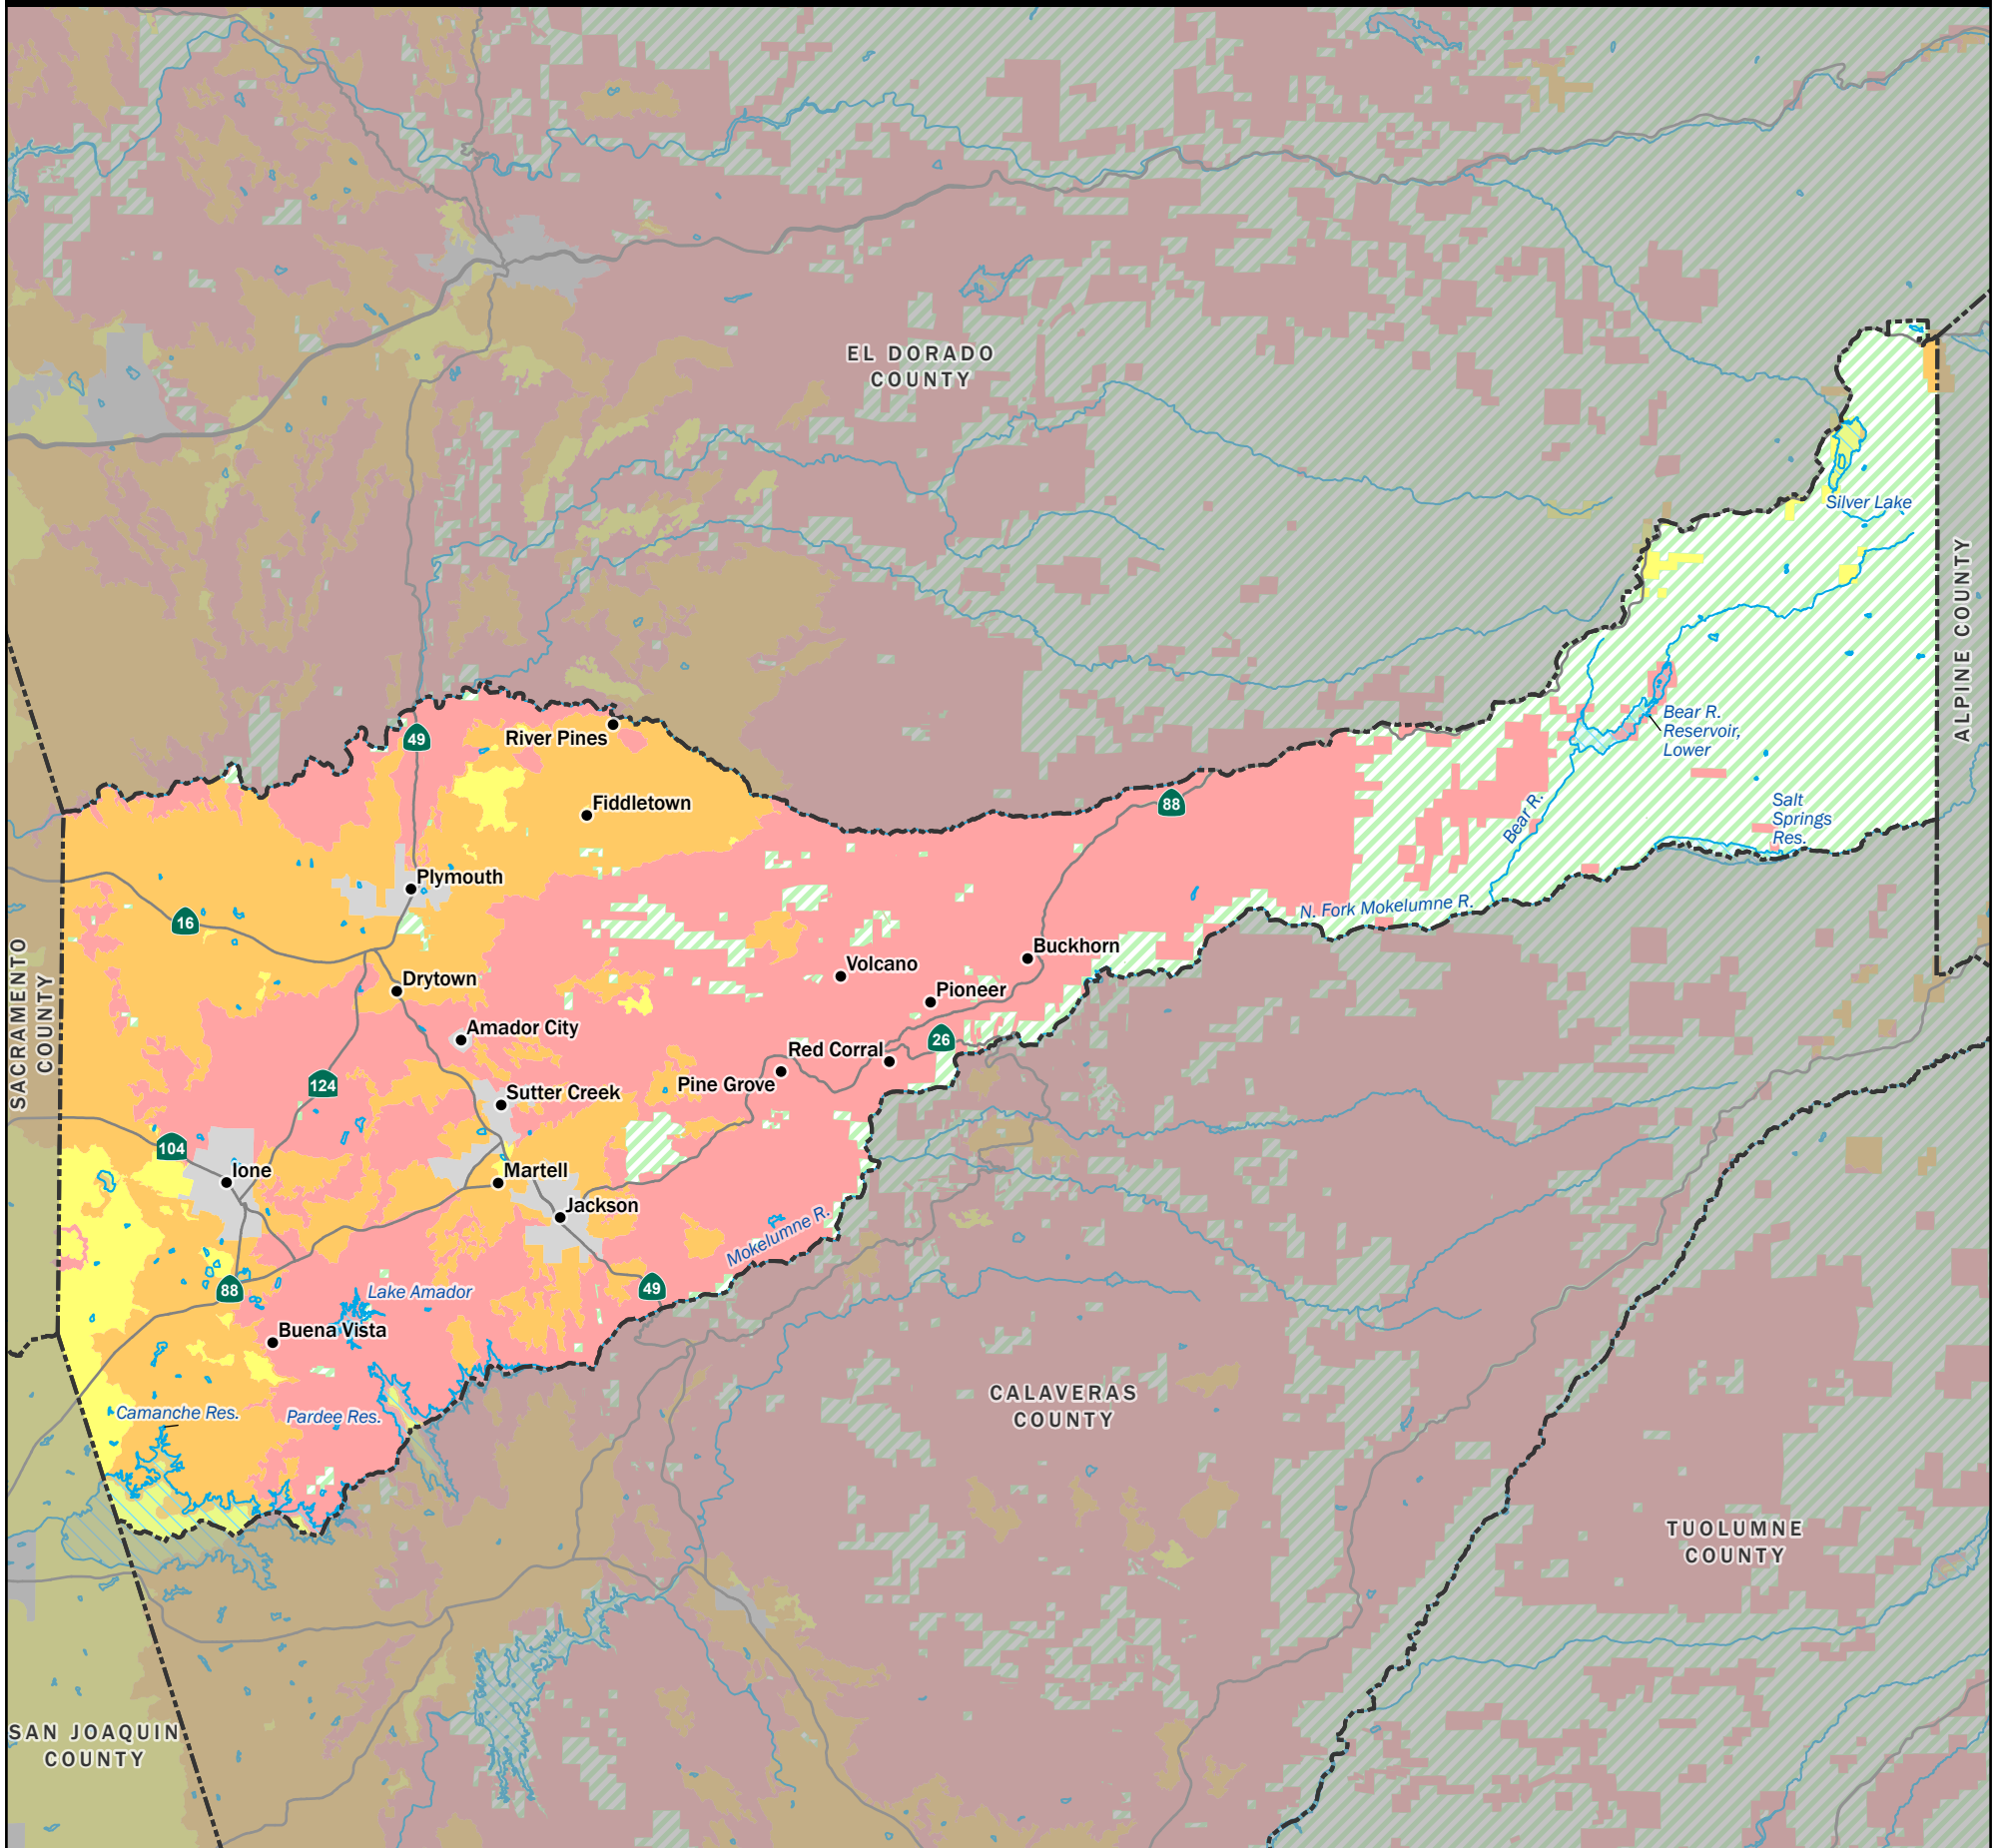 EL DORADO
COUNTY
Silver Lake
ALPINE COUNTY
River Pines
49
Bear R.
Reservoir,
Lower
Fiddletown
88
Salt
Springs
Res.
Bear R.
Plymouth
16
N. Fork Mokelumne R.
Buckhorn
Volcano
Drytown
Pioneer
SACRAMENTO
COUNTY
Amador City
26
Red Corral
Pine Grove
124
Sutter Creek
104
Ione
Martell
Jackson
Mokelumne R.
88
49
Lake Amador
Buena Vista
CALAVERAS
COUNTY
Camanche Res.
Pardee Res.
TUOLUMNE
COUNTY
SAN JOAQUIN
COUNTY